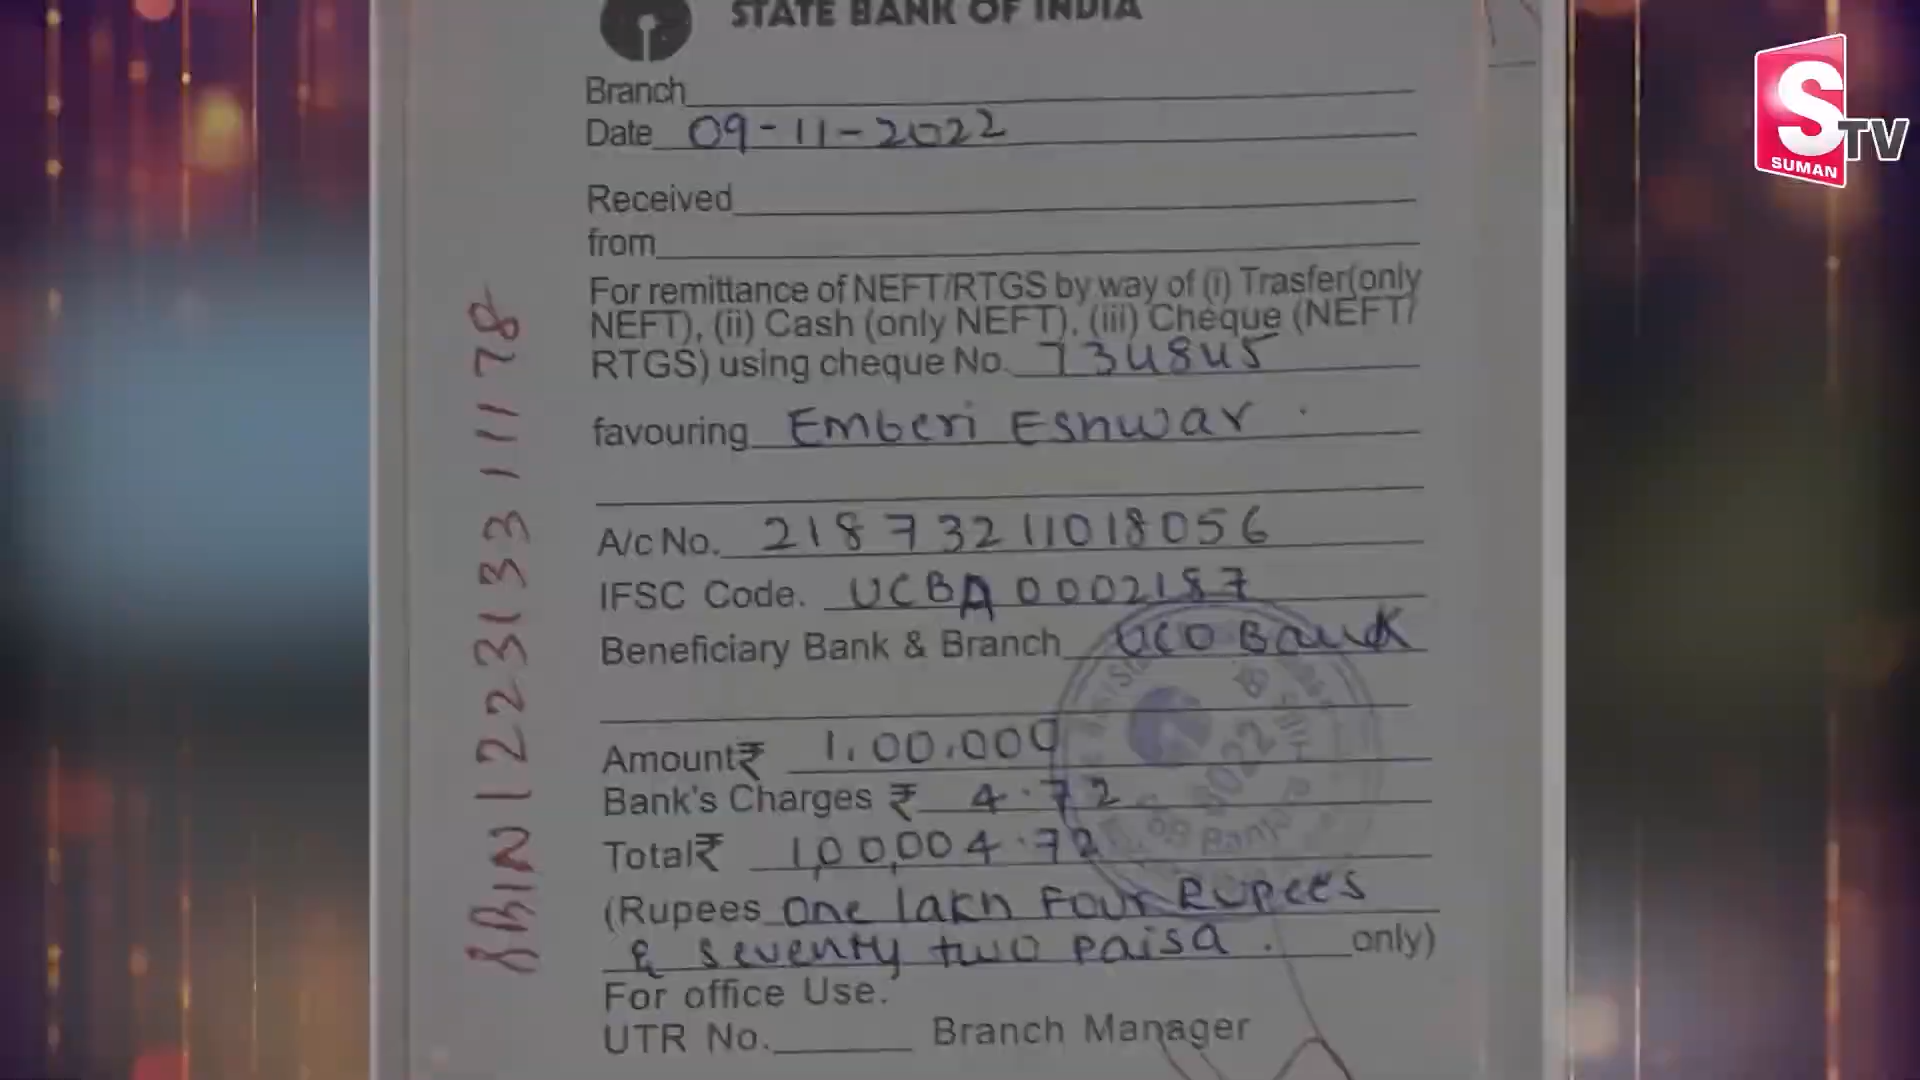 STATE BANK OF INDIA
S
SUMAN
TV
Branch
Date 09-11-2022
Received
from
For remittance of NEFT/RTGS by way of (i) Trasfer(only
NEFT), (ii) Cash (only NEFT), (iii) Cheque (NEFT/
RTGS) using cheque No. 734845
favouring Emberi Eshwar
A/c No. 21873211018056
IFSC Code. UCBA0002187
Beneficiary Bank & Branch UCO Bank
Amount₹ 1,00,000
Bank's Charges ₹ 4.72
Total₹ 1,00,004.72
(Rupees One lakh Four Rupees
& Seventy two paisa. only)
For office Use.
UTR No. Branch Manager
SBIN122313311178